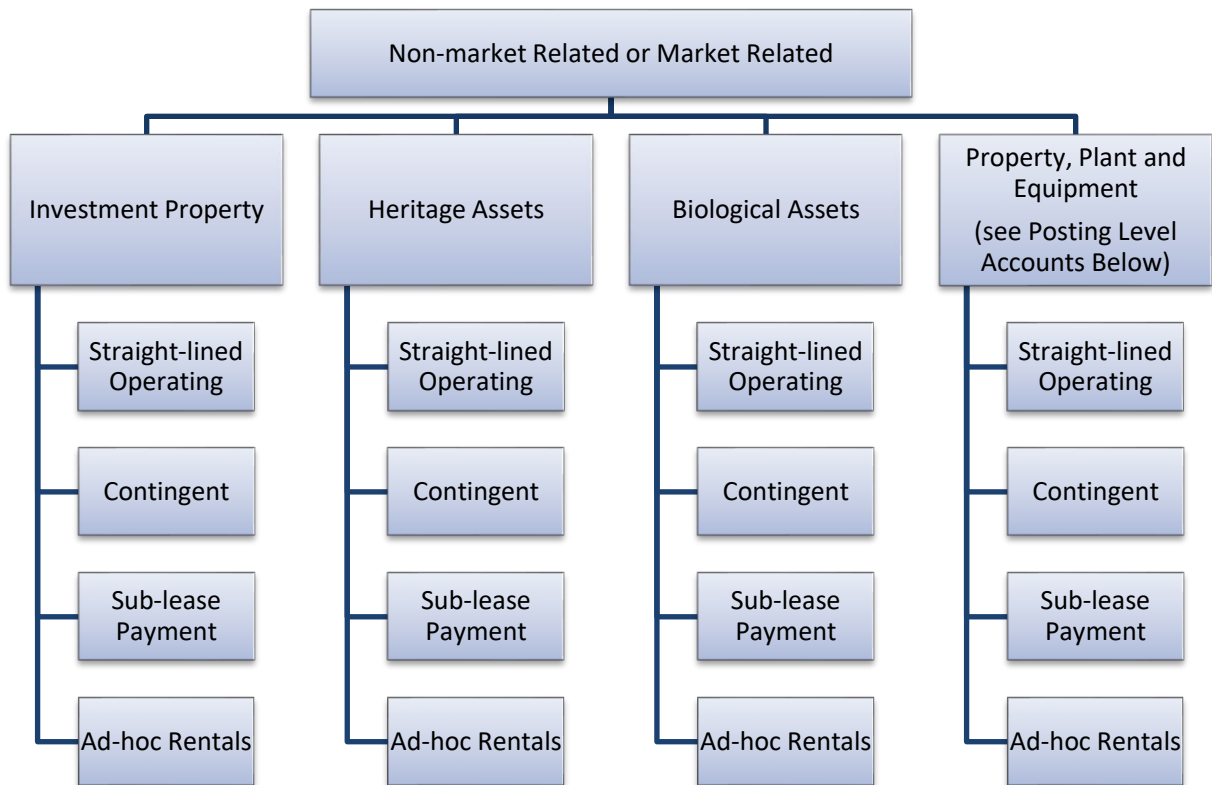 Non-market Related or Market Related
Investment Property
Heritage Assets
Biological Assets
Property, Plant and
Equipment
(see Posting Level
Accounts Below)
Straight-lined
Operating
Contingent
Sub-lease
Payment
Ad-hoc Rentals
Straight-lined
Operating
Contingent
Sub-lease
Payment
Ad-hoc Rentals
Straight-lined
Operating
Contingent
Sub-lease
Payment
Ad-hoc Rentals
Straight-lined
Operating
Contingent
Sub-lease
Payment
Ad-hoc Rentals